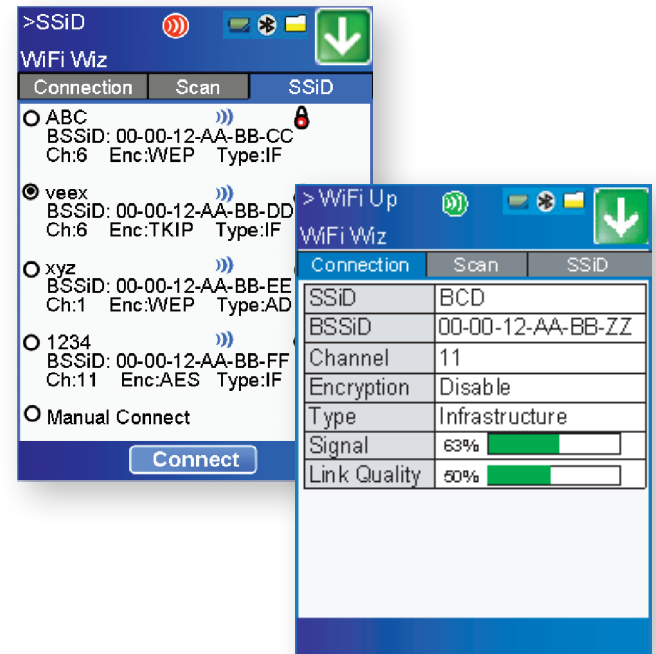 >SSiD
WiFi Wiz
Connection Scan SSiD
ABC
BSSiD: 00-00-12-AA-BB-CC
Ch:6 Enc:WEP Type:IF
veex
BSSiD: 00-00-12-AA-BB-DD
Ch:6 Enc:TKIP Type:IF
xyz
BSSiD: 00-00-12-AA-BB-EE
Ch:1 Enc:WEP Type:AD
1234
BSSiD: 00-00-12-AA-BB-FF
Ch:11 Enc:AES Type:IF
Manual Connect
Connect
>WiFi Up
WiFi Wiz
Connection Scan SSiD
SSiD BCD
BSSiD 00-00-12-AA-BB-ZZ
Channel 11
Encryption Disable
Type Infrastructure
Signal 63%
Link Quality 50%